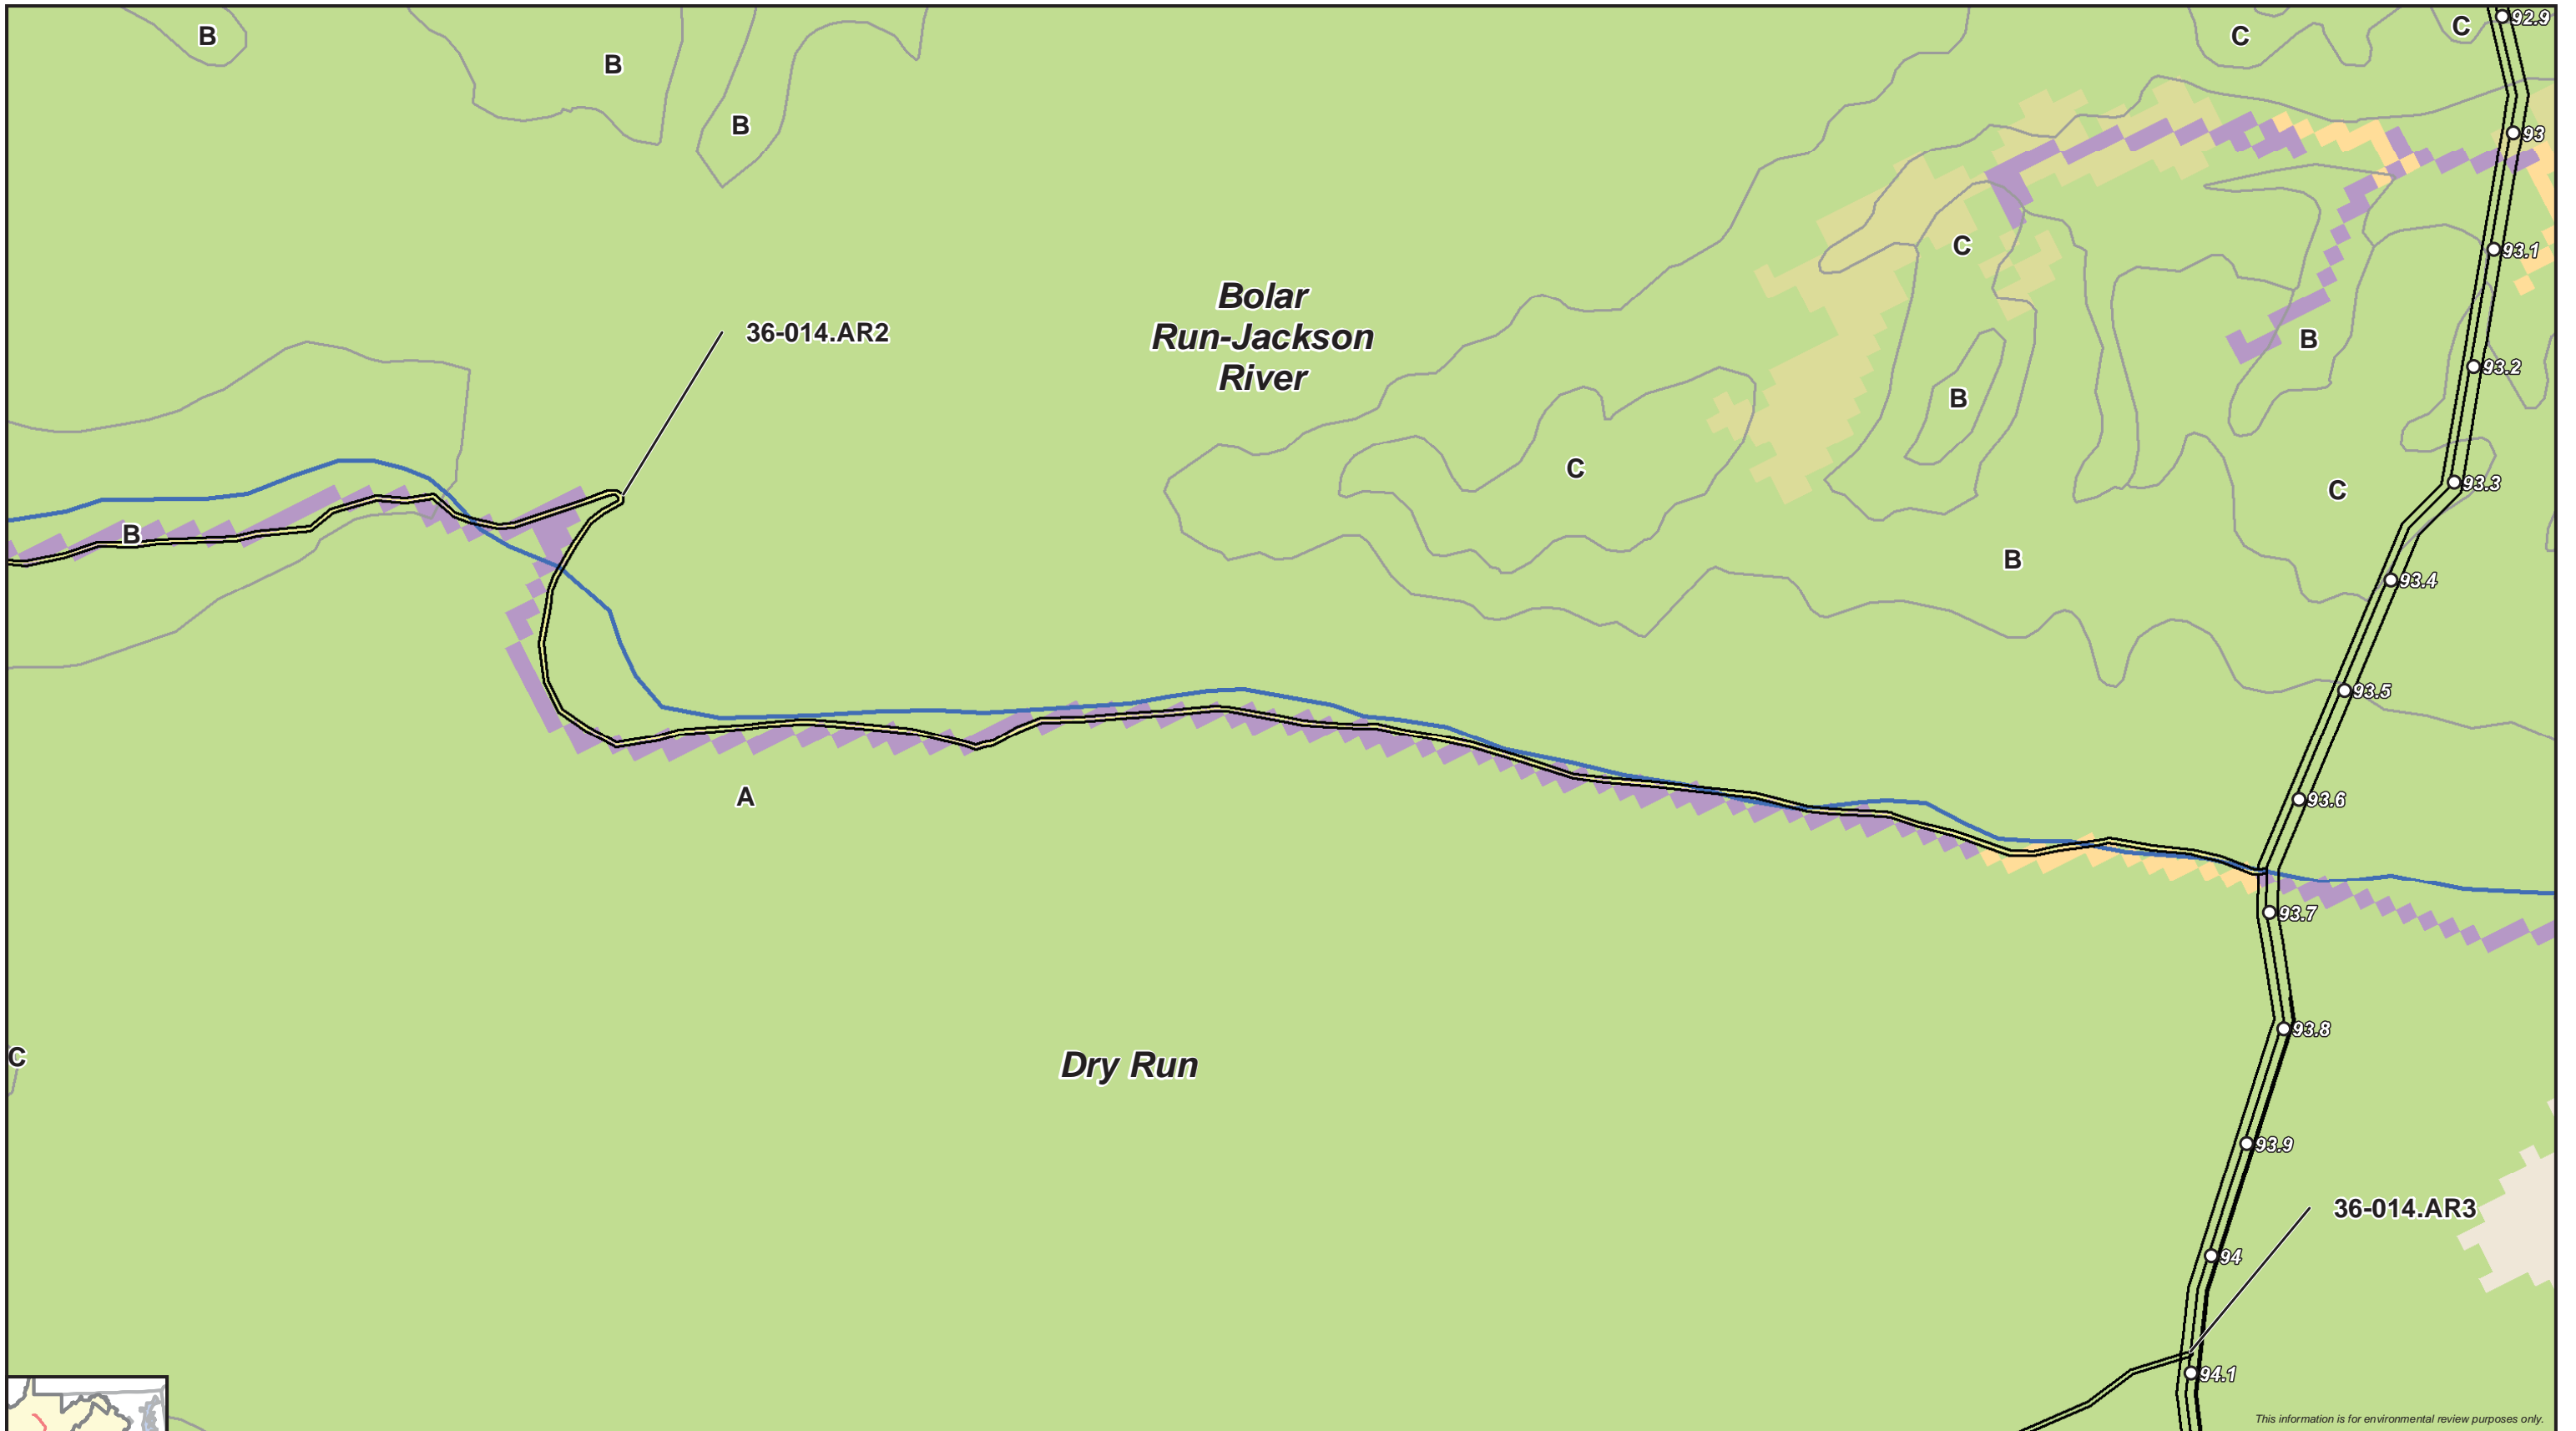 B
B
B
C
C
92.9
93
C
93.1
Bolar
Run-Jackson
River
36-014.AR2
B
93.2
B
C
93.3
C
B
B
93.4
93.5
A
93.6
93.7
93.8
C
Dry Run
93.9
36-014.AR3
94
94.1
This information is for environmental review purposes only.